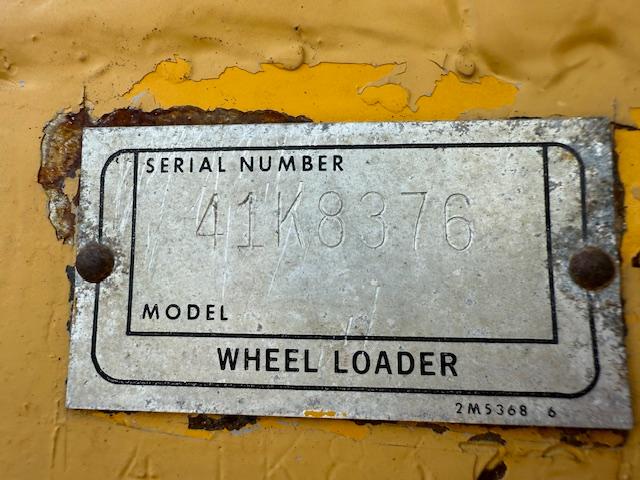 SERIAL NUMBER
41K8376
MODEL
WHEEL LOADER
2M5368 6